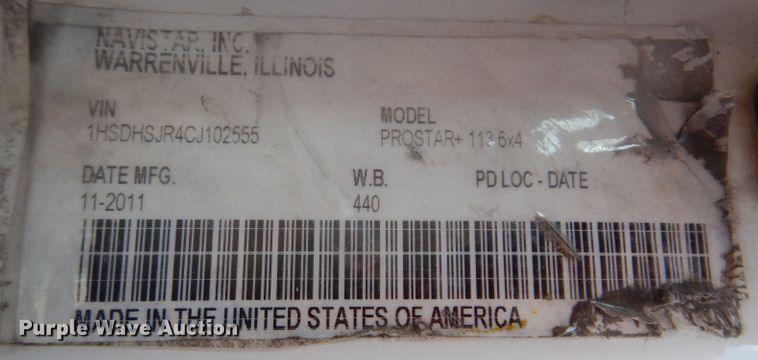 NAVISTAR, INC.
WARRENVILLE, ILLINOIS
VIN MODEL
1HSDHSJR4CJ102555 PROSTAR+ 113 6x4
DATE MFG. W.B. PD LOC - DATE
11-2011 440
MADE IN THE UNITED STATES OF AMERICA
Purple Wave Auction